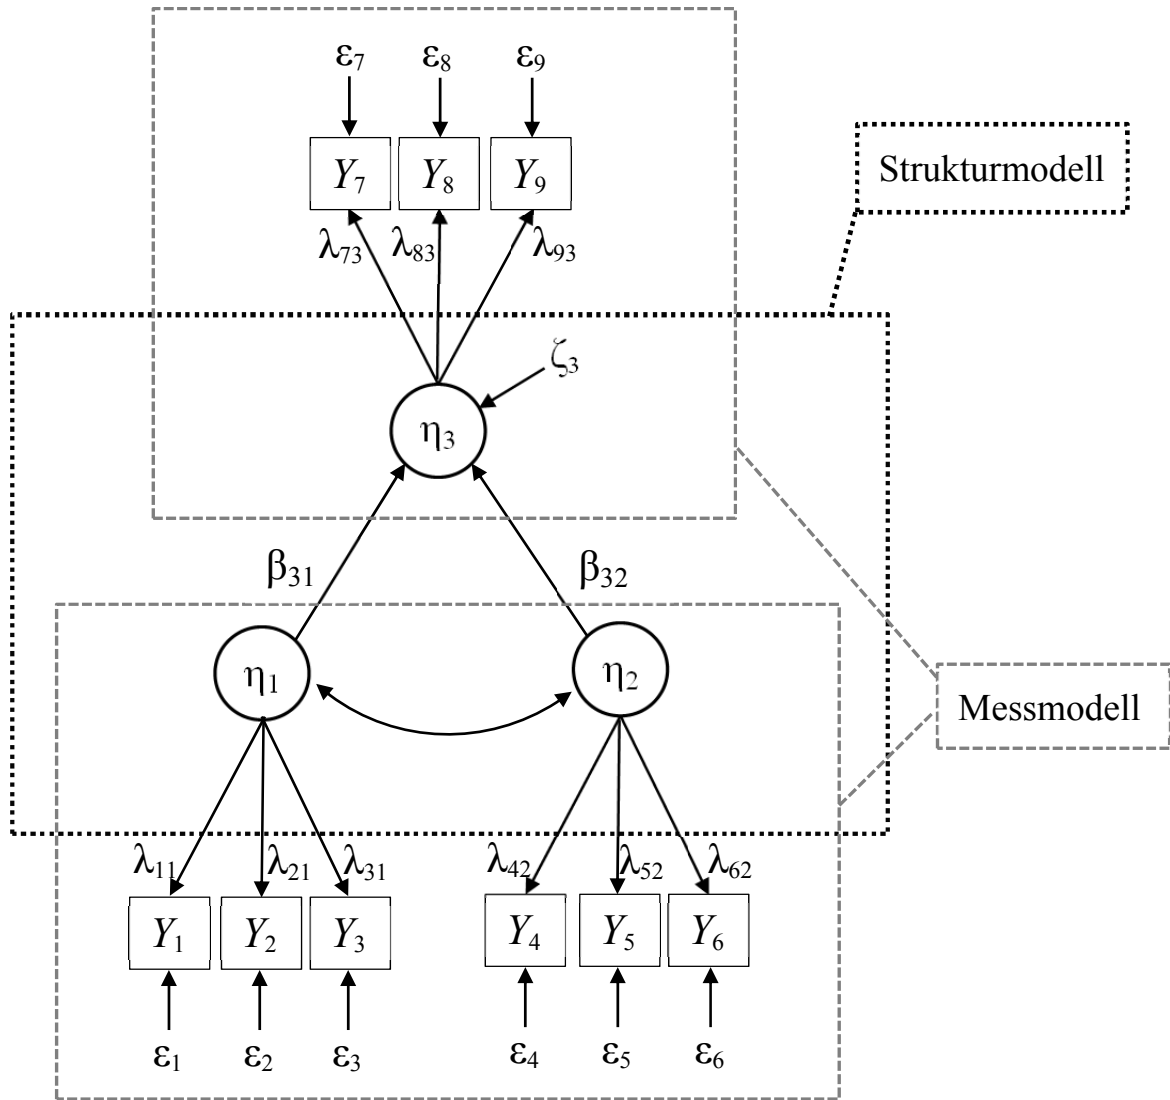 ε₇ ε₈ ε₉
Y₇ Y₈ Y₉
Strukturmodell
λ₇₃ λ₈₃ λ₉₃
ζ₃
η₃
β₃₁ β₃₂
η₁ η₂
Messmodell
λ₁₁ λ₂₁ λ₃₁ λ₄₂ λ₅₂ λ₆₂
Y₁ Y₂ Y₃ Y₄ Y₅ Y₆
ε₁ ε₂ ε₃ ε₄ ε₅ ε₆